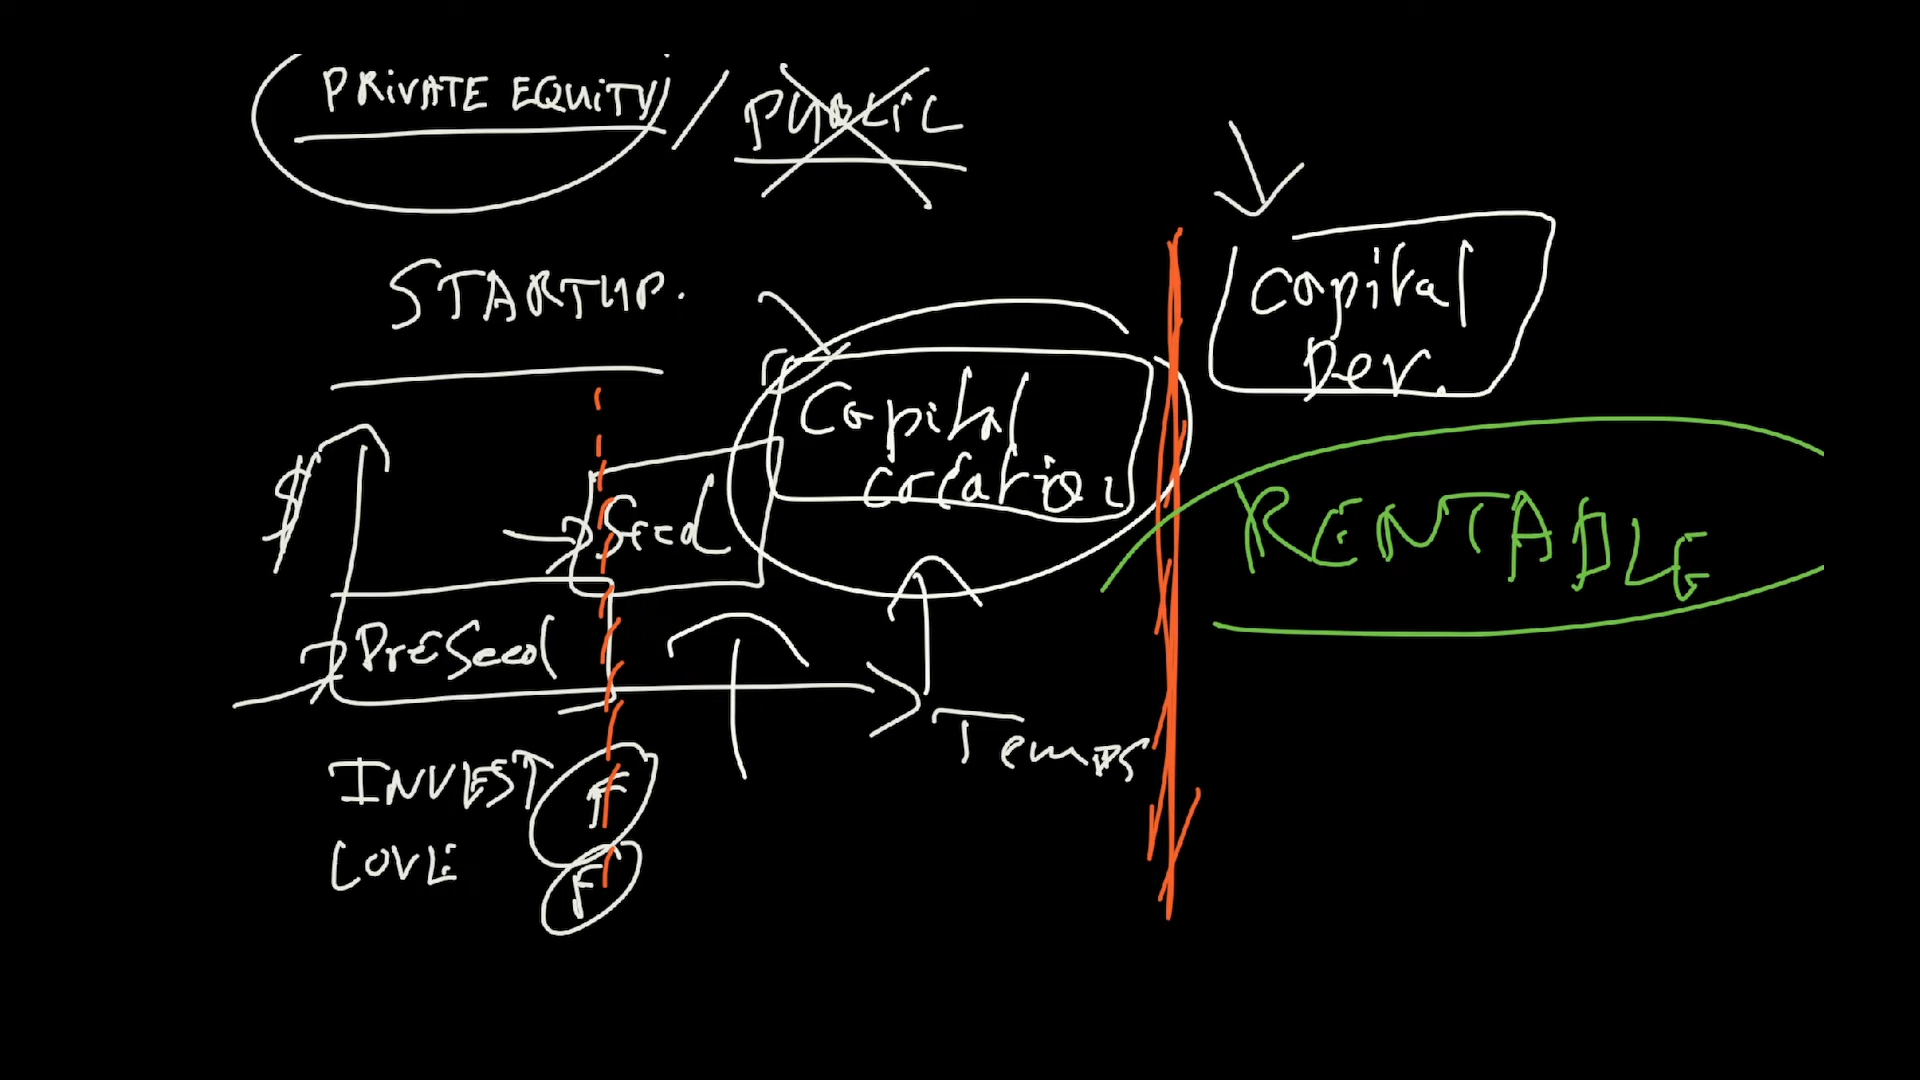 PRIVATE EQUITY / PUBLIC
STARTUP.
Capital
Dev.
Capital
creation
$
Seed
RENTABLE
PreSeed
Temps
INVEST F
LOVE F